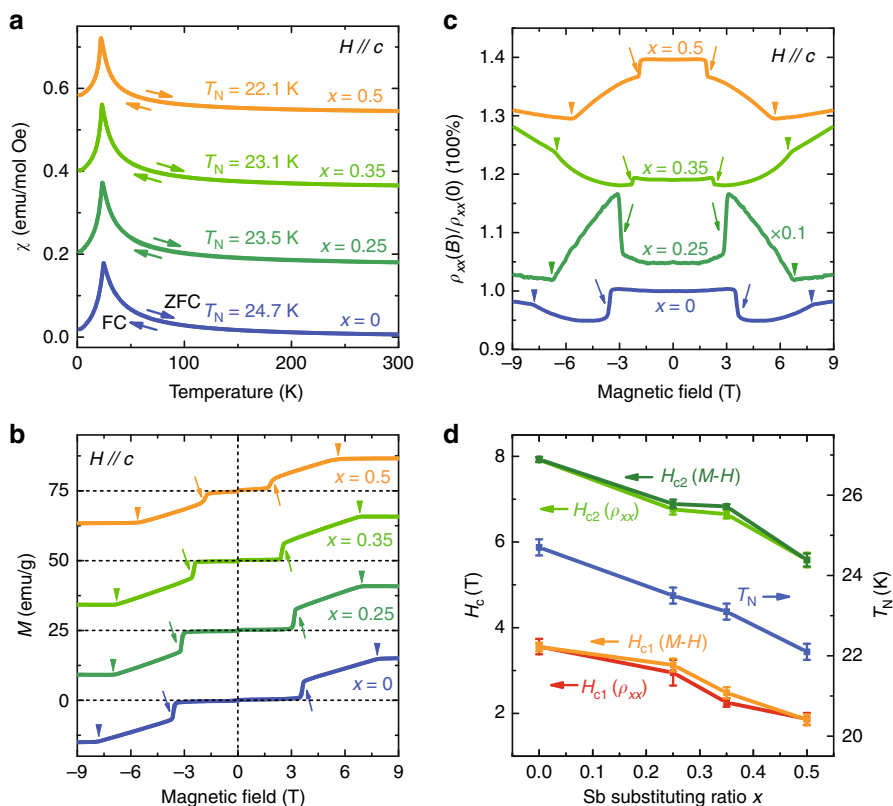 a
H // c
χ (emu/mol Oe)
0.6
0.4
0.2
0.0
T_N = 22.1 K
x = 0.5
T_N = 23.1 K
x = 0.35
T_N = 23.5 K
x = 0.25
ZFC
T_N = 24.7 K
x = 0
FC
0 100 200 300
Temperature (K)
c
H // c
ρ_xx(B)/ρ_xx(0) (100%)
1.4
1.3
1.2
1.1
1.0
0.9
x = 0.5
x = 0.35
×0.1
x = 0.25
x = 0
−9 −6 −3 0 3 6 9
Magnetic field (T)
b
H // c
M (emu/g)
75
50
25
0
x = 0.5
x = 0.35
x = 0.25
x = 0
−9 −6 −3 0 3 6 9
Magnetic field (T)
d
H_c (T)
8
6
4
2
H_c2 (M-H)
H_c2 (ρ_xx)
T_N
H_c1 (M-H)
H_c1 (ρ_xx)
26
24
22
20
T_N (K)
0.0 0.1 0.2 0.3 0.4 0.5
Sb substituting ratio x